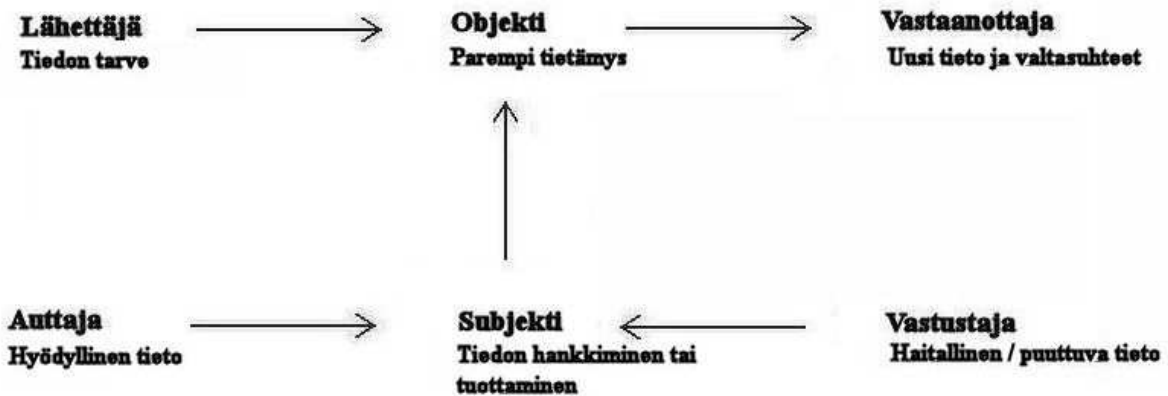 Lähettäjä
Tiedon tarve
Objekti
Parempi tietämys
Vastaanottaja
Uusi tieto ja valtasuhteet
Auttaja
Hyödyllinen tieto
Subjekti
Tiedon hankkiminen tai
tuottaminen
Vastustaja
Haitallinen / puuttuva tieto